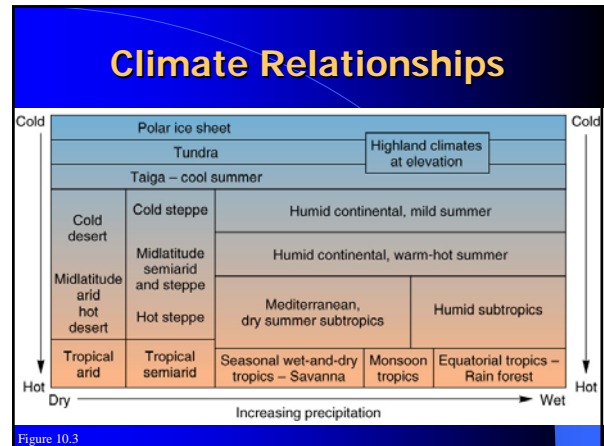 Climate Relationships
Cold
Cold
Polar ice sheet
Tundra
Highland climates
at elevation
Taiga – cool summer
Cold
desert
Midlatitude
arid
hot
desert
Cold steppe
Midlatitude
semiarid
and steppe
Hot steppe
Humid continental, mild summer
Humid continental, warm-hot summer
Mediterranean,
dry summer subtropics
Humid subtropics
Tropical
arid
Tropical
semiarid
Seasonal wet-and-dry
tropics – Savanna
Monsoon
tropics
Equatorial tropics –
Rain forest
Hot
Hot
Dry
Wet
Increasing precipitation
Figure 10.3